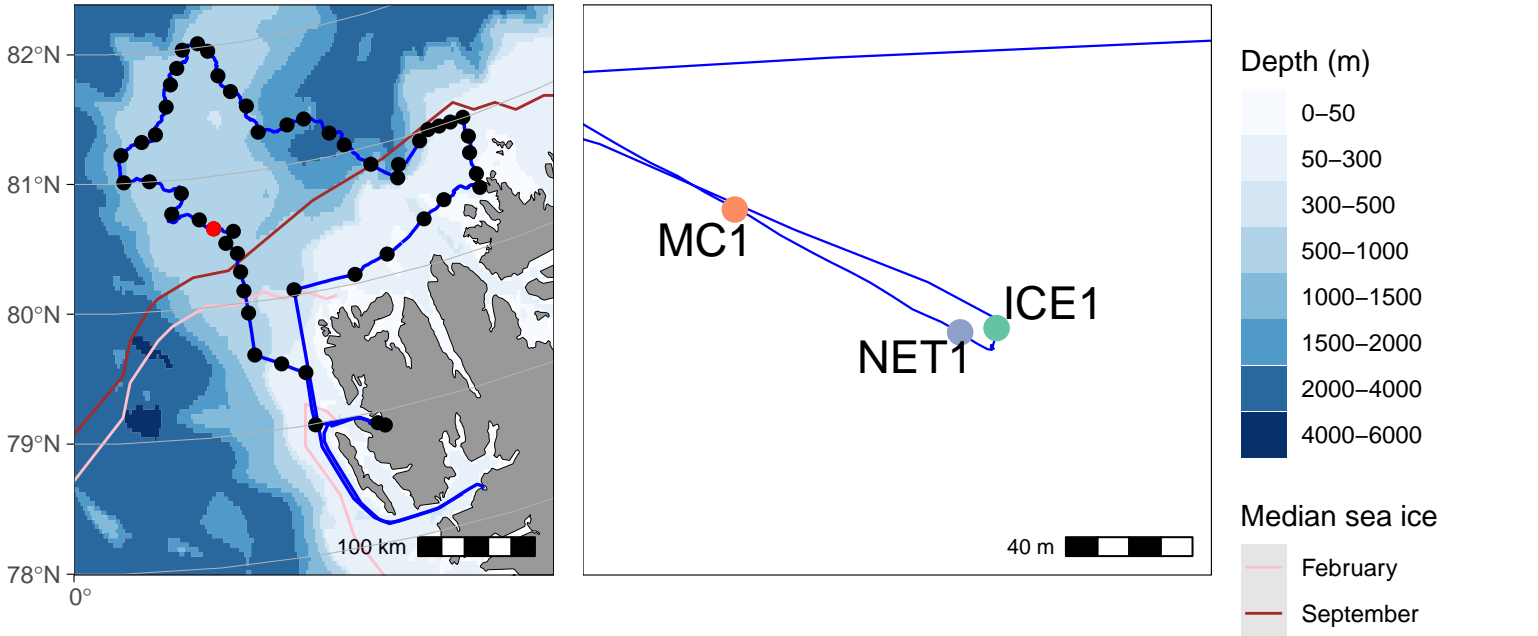 82°N
81°N
80°N
79°N
78°N
0°
100 km
MC1
ICE1
NET1
40 m
Depth (m)
0−50
50−300
300−500
500−1000
1000−1500
1500−2000
2000−4000
4000−6000
Median sea ice
February
September